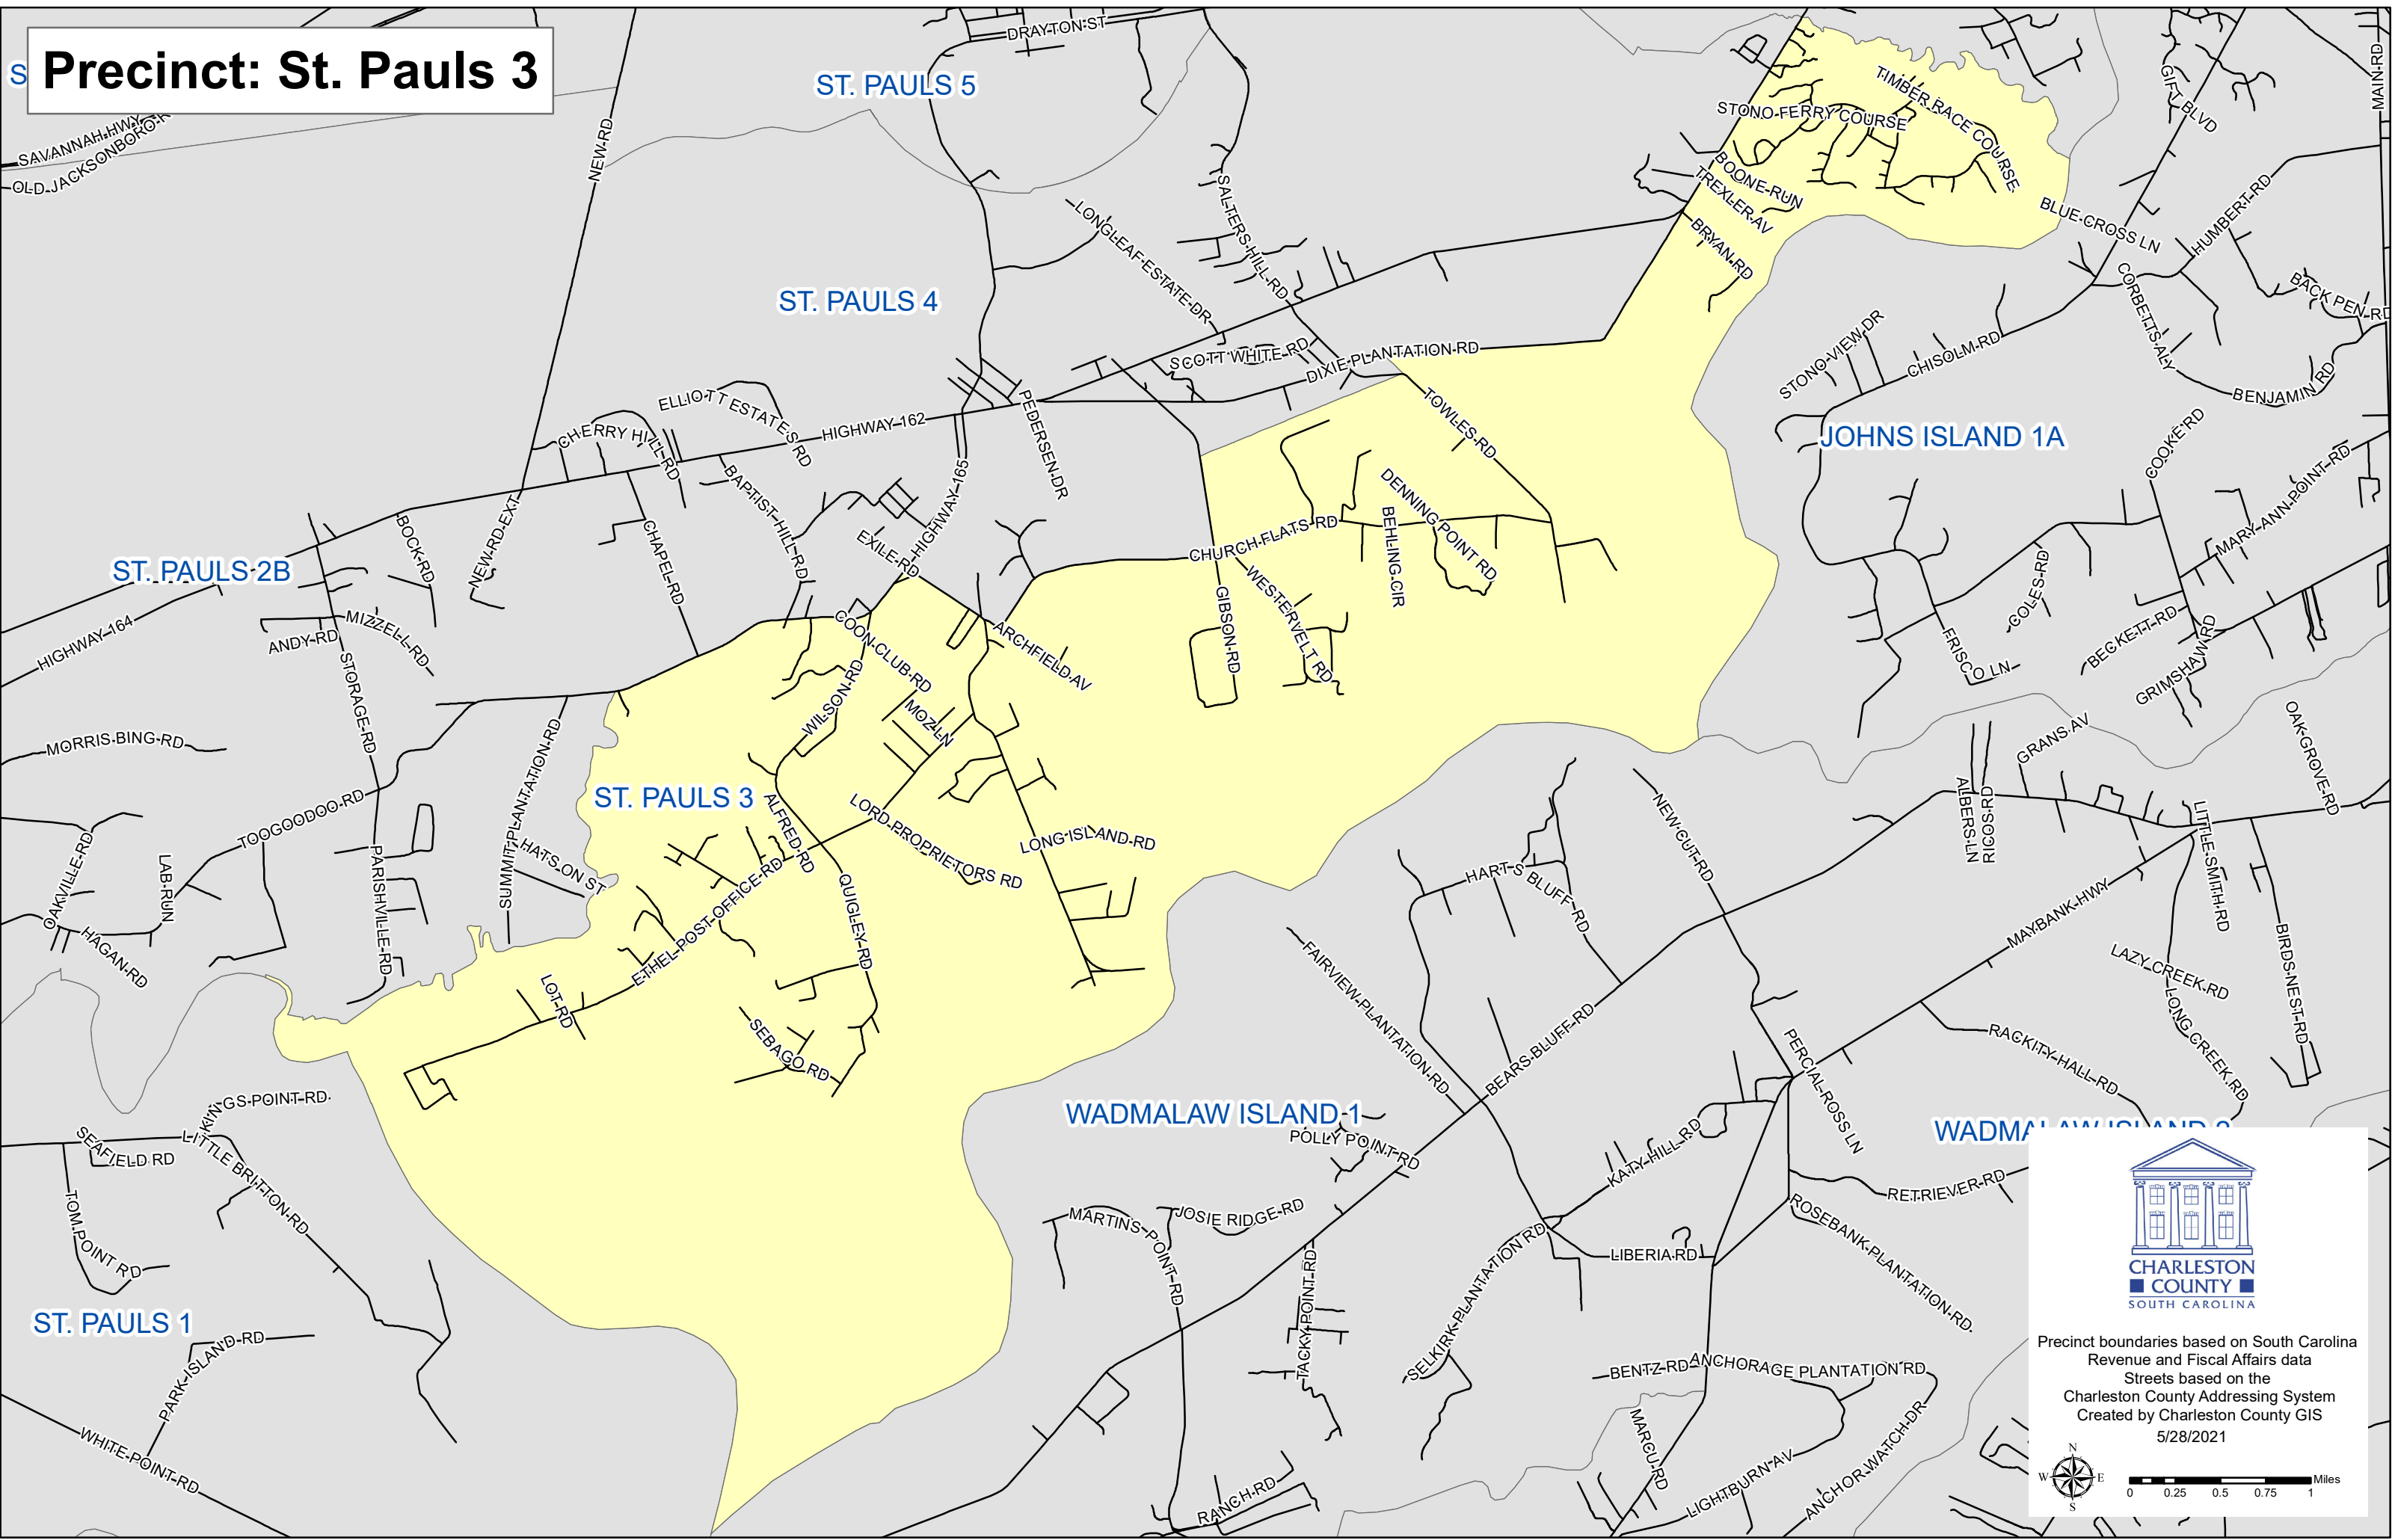 Precinct: St. Pauls 3
S
DRAYTON ST
ST. PAULS 5
SAVANNAH HWY
OLD JACKSONBORO R
NEW RD
TIMBER RACE COURSE
STONO FERRY COURSE
GIFT BLVD
MAIN RD
BOONE RUN
TREXLER AV
BRYAN RD
BLUE CROSS LN
HUMBERT RD
SALTERS HILL RD
LONGLEAF ESTATE DR
ST. PAULS 4
CORBETTS ALY
BACK PEN RD
STONO VIEW DR
CHISOLM RD
BENJAMIN RD
SCOTT WHITE RD
DIXIE PLANTATION RD
ELLIOTT ESTATES RD
CHERRY HILL RD
HIGHWAY 162
PEDERSEN DR
TOWLES RD
JOHNS ISLAND 1A
COOKE RD
MARY ANN POINT RD
BAPTIST HILL RD
HIGHWAY 165
DENNING POINT RD
BEHLING CIR
CHURCH FLATS RD
BOCK RD
NEW RD EXT
CHAPEL RD
EXILE RD
ST. PAULS 2B
HIGHWAY 164
ANDY RD
MIZZELL RD
STORAGE RD
COON CLUB RD
ARCHFIELD AV
GIBSON RD
WESTERVELT RD
COLES RD
BECKETT RD
FRISCO LN
GRIMSHAW RD
WILSON RD
MOZ LN
MORRIS BING RD
SUMMIT PLANTATION RD
GRANS AV
OAK GROVE RD
ST. PAULS 3
ALFRED RD
LORD PROPRIETORS RD
LONG ISLAND RD
TOOGOODOO RD
OAKVILLE RD
LAB RUN
PARISHVILLE RD
HATSON ST
HAGAN RD
NEW CUT RD
ALBERS LN
RICOS RD
LITTLE SMITH RD
HARTS BLUFF RD
QUIGLEY RD
ETHEL POST OFFICE RD
LOT RD
FAIRVIEW PLANTATION RD
MAYBANK HWY
LAZY CREEK RD
BIRDS NEST RD
LONG CREEK RD
SEBAGO RD
BEARS BLUFF RD
PERCIAL ROSS LN
RACKITY HALL RD
KINGS POINT RD
SEAFIELD RD
LITTLE BRITTON RD
WADMALAW ISLAND 1
POLLY POINT RD
KATY HILL RD
WADMALAW ISLAND 2
RETRIEVER RD
TOM POINT RD
MARTINS POINT RD
JOSIE RIDGE RD
ROSEBANK PLANTATION RD
LIBERIA RD
SELKIRK PLANTATION RD
TACKY POINT RD
ST. PAULS 1
PARK ISLAND RD
BENTZ RD
ANCHORAGE PLANTATION RD
MARCU RD
WHITE POINT RD
RANCH RD
LIGHTBURN AV
ANCHOR WATCH DR
CHARLESTON
COUNTY
SOUTH CAROLINA
Precinct boundaries based on South Carolina
Revenue and Fiscal Affairs data
Streets based on the
Charleston County Addressing System
Created by Charleston County GIS
5/28/2021
N
W E
S
Miles
0 0.25 0.5 0.75 1